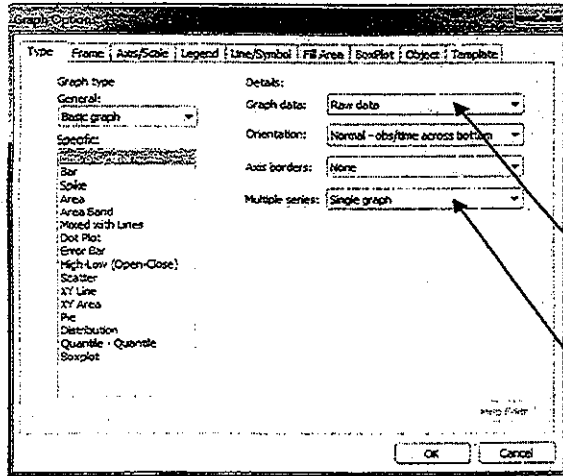 Graph Option
Type Frame Axis/Scale Legend Line/Symbol Fill Area BoxPlot Object Template
Graph type
General:
Basic graph
Specific:
Bar
Spike
Area
Area Band
Mixed with Lines
Dot Plot
Error Bar
High-Low (Open-Close)
Scatter
XY Line
XY Area
Pie
Distribution
Quantile - Quantile
Boxplot
Details:
Graph data: Raw data
Orientation: Normal - obs/time across bottom
Axis borders: None
Multiple series: Single graph
OK Cancel